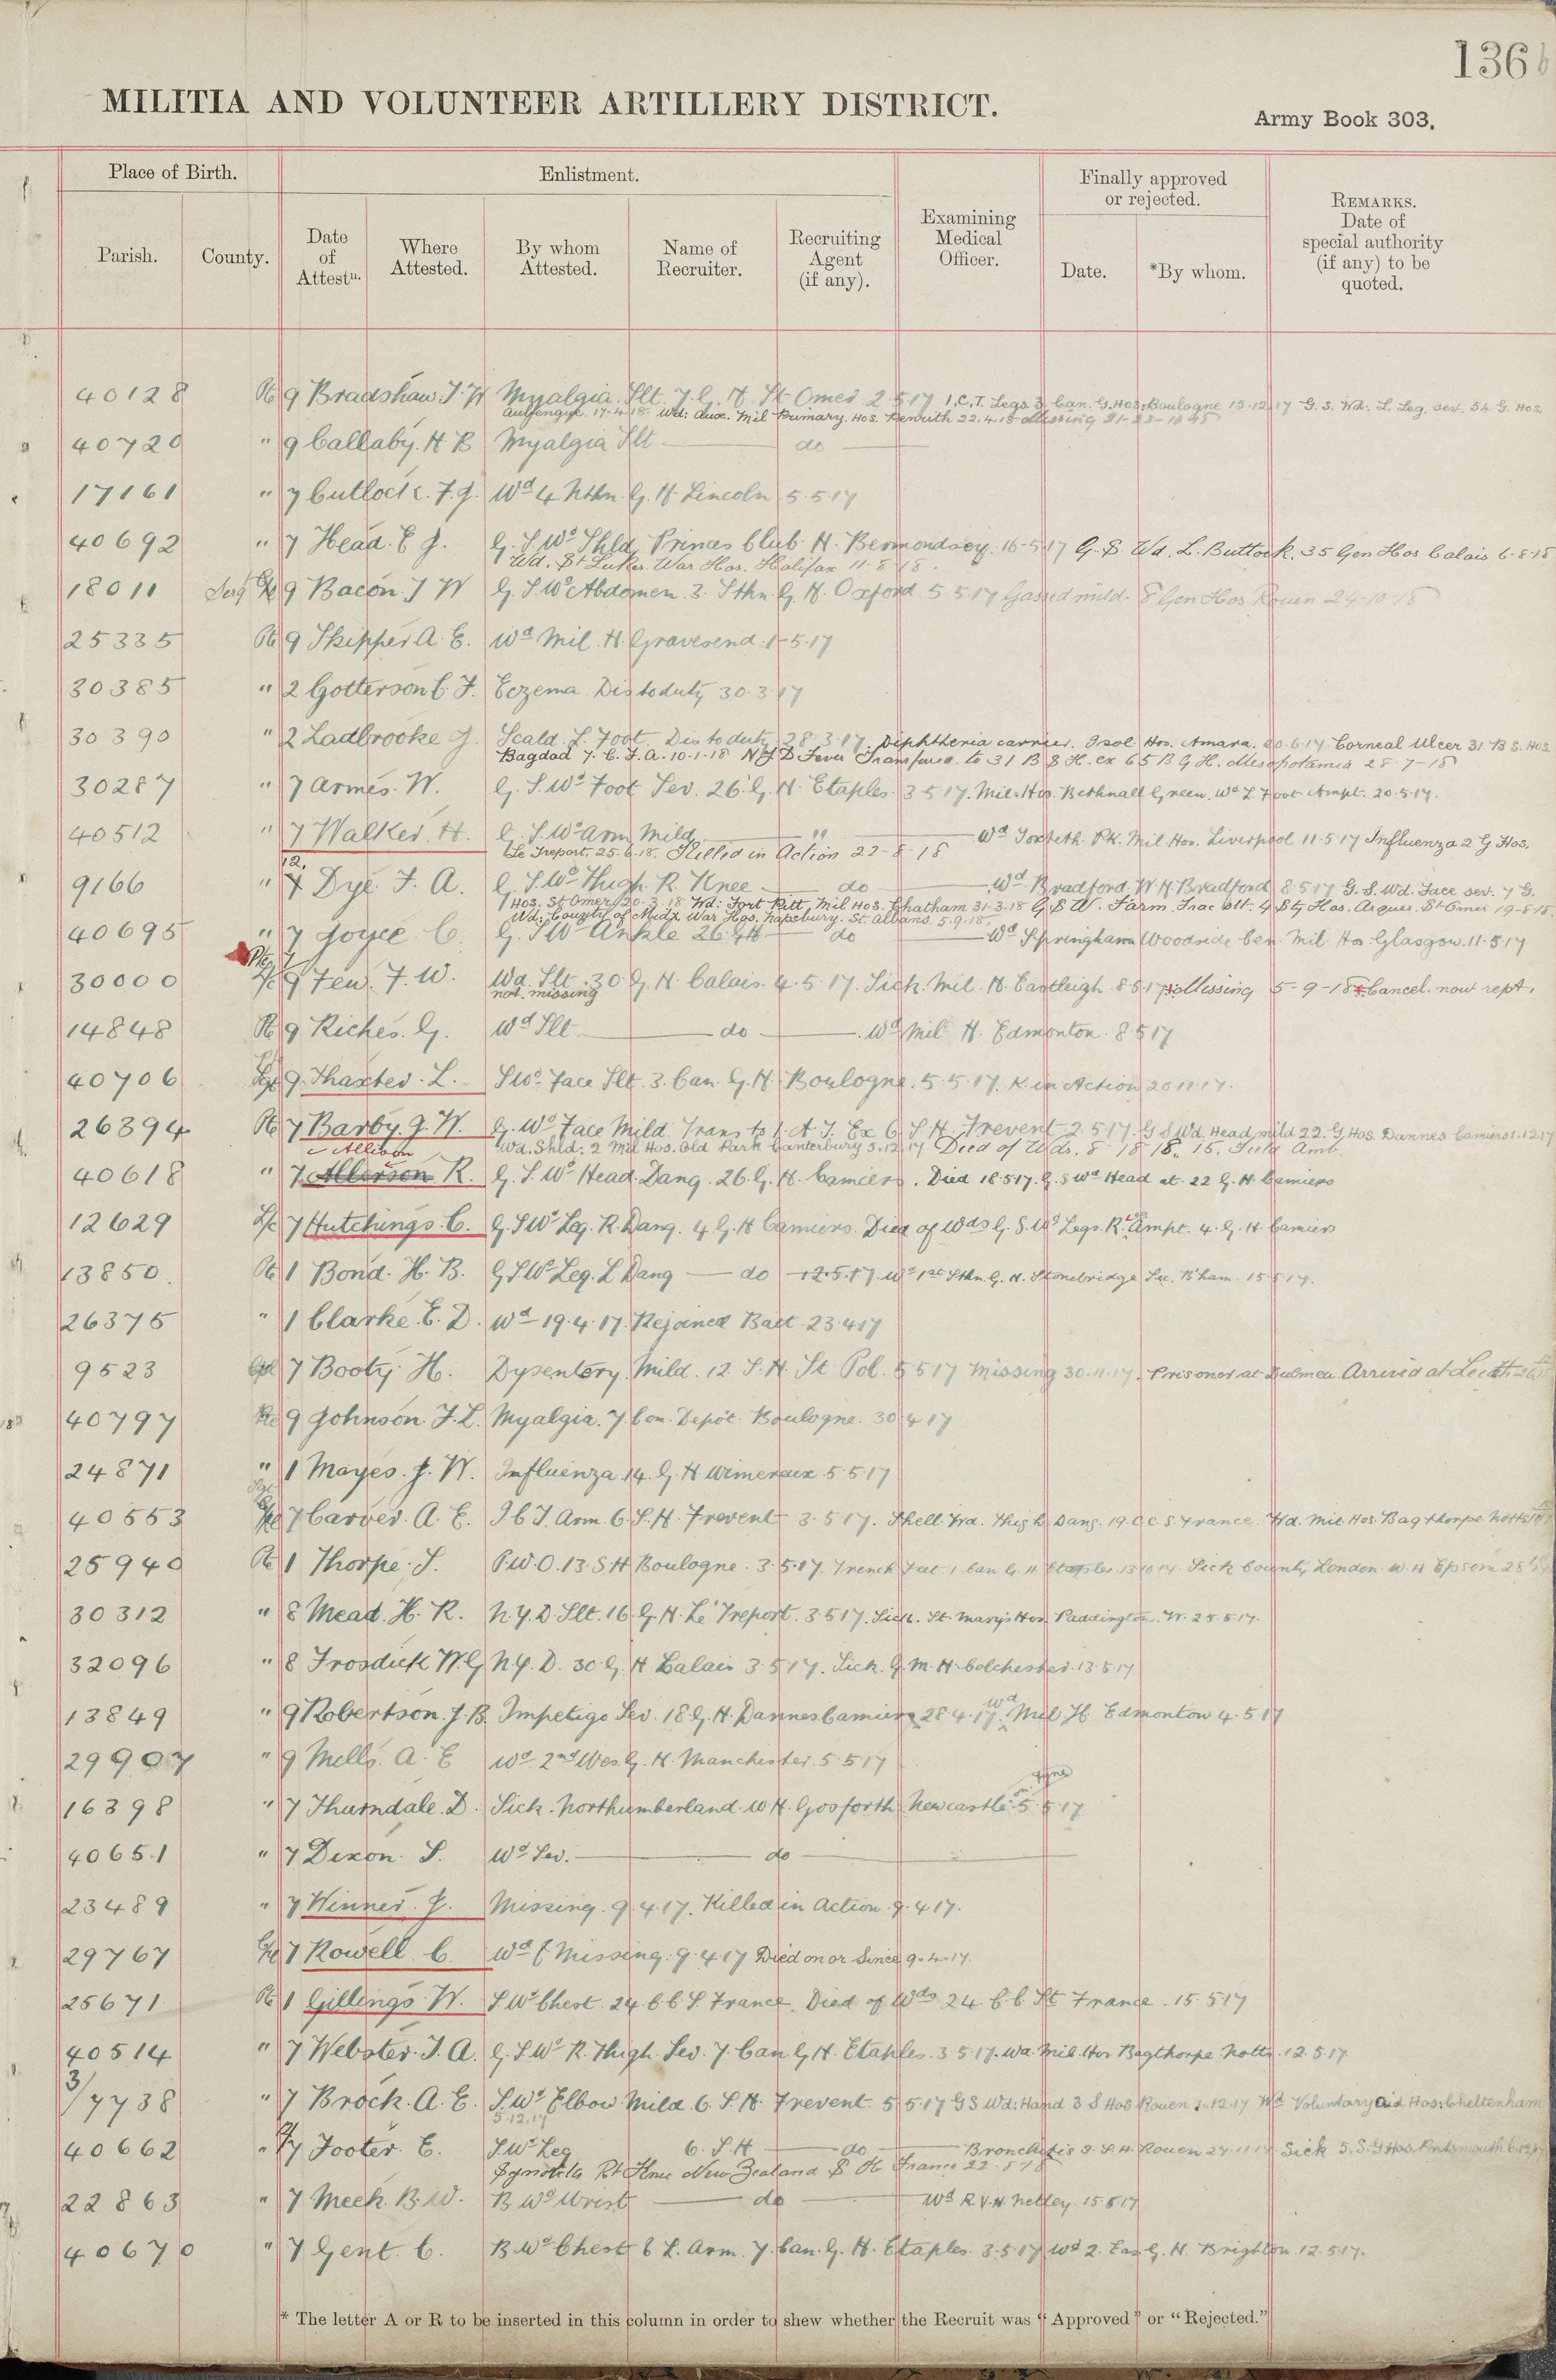 136
MILITIA AND VOLUNTEER ARTILLERY DISTRICT.
Army Book 303.
Place of Birth.
Enlistment.
Finally approved or rejected.
Parish.
County.
Date of Attestn.
Where Attested.
By whom Attested.
Name of Recruiter.
Recruiting Agent (if any).
Examining Medical Officer.
Date.
*By whom.
REMARKS. Date of special authority (if any) to be quoted.
40128 Pte 9 Bradshaw. J. W Myalgia. Slt. 7. G. H. St Omer 2.5.17 I.C.T. Legs. 3. Can. G. Hos: Boulogne 15.12.17 G. S. Wd: L. Leg. sev. 54 G. Hos.
17.4.18. Wd: Aux. Mil Primary. Hos. Penrith 22.4.18 Missing 21-23-
40720 " 9 Callaby. H. B Myalgia Slt — do —
17161 " 7 Cutlock. F. J. Wd 4. Nthn. G. H. Lincoln 5.5.17
40692 " 7 Head. E J. G. S Wd Shld. Princes Club. H. Bermondsey. 16-5-17 G. S. Wd. L. Buttock. 35 Gen Hos Calais 6.8.18
Wd. St Lukes. War Hos. Halifax 11-8-18.
18011 Sergt 9 Bacon. J W G. S Wd Abdomen. 3. Sthn. G. H. Oxford. 5.5.17 Gassed mild. 8 Gen Hos Rouen 24-10-18
25335 Pte 9 Skipper A. E. Wd Mil. H. Gravesend. 1-5.17
30385 " 2 Gotterson C. F. Eczema. Dis to duty 30.3.17
30390 " 2 Ladbrooke J. Scald. L. Foot. Dis to duty 28.3.17. Diphtheria carrier. Isol. Hos. Amara. 20.6.17 Corneal Ulcer 31. B S. Hos.
Bagdad 7. C. F. A. 10-1-18 N Y D Fever Transferred to 31 B S H. ex 65 B G H. Mesopotamia 28-7-18
30287 " 7 Armes. W. G. S. Wd Foot Sev. 26. G. H. Etaples. 3.5.17. Mil. Hos. Bethnall Green. Wd L. Foot Ampt. 20.5.17.
40512 " 7 Walker. H. G. S. Wd Arm. Mild. — " — Wd Toxteth. PK. Mil. Hos. Liverpool 11.5.17 Influenza 2 G Hos.
Le Treport. 25.6.18. Killed in Action 22-8-18
12.
9166 " 7 Dye. F. A. G. S. Wd Thigh. R. Knee — do — Wd. Bradford. W. H. Bradford 8.5.17 G. S. Wd. Face sev. 7 G.
Hos. St Omer, 20.3.18 Wd: Fort Pitt, Mil Hos. Chatham 31.3.18 G S W. Farm. Frac slt. 4 Sty Hos. Arques. St Omer 19-8-18.
Wd: County of Midx War Hos. Napsbury. St. Albans. 5.9.18.
40695 " 7 Joyce C. G. S W Ankle 26. G H — do — Wd Springburn Woodside Cen. Mil. Hos. Glasgow. 11.5.17
Pte
30000 L/c 9 Few. F. W. Wd. Slt. 30. G. H. Calais. 4.5.17. Sick. Mil. H. Eastleigh. 8.5.17 Missing 5-9-18 Cancel. now rept.
not missing
14848 Pte 9 Riches. G. Wd Slt — do — Wd Mil H. Edmonton. 8.5.17
40706 Sgt 9. Thaxter. L. S Wd Face Slt. 3. Can. G. H. Boulogne. 5.5.17. K. in Action 20.11.17.
26394 Pte 7 Barby. J. W. G. Wd Face Mild. Trans to 1. A. T. Ex 6. S. H. Frevent 2.5.17. G S Wd. Head mild 22. G Hos. Dannes Camiers 1.12.17
Wd. Shld: 2 Mil Hos. Old Park Canterbury 5.12.17 Died of Wds. 8-18 15. Fuld Amb.
Allison
40618 " 7 Allerson R. G. S. Wd Head. Dang. 26. G. H. Camiers. Died 18.5.17. G. S Wd Head at 22 G. H. Camiers
12629 L/c 7 Hutchings. C. G. S Wd Leg. R. Dang. 4 G. H. Camiers. Died of Wds G. S. Wd Legs. R. Ampt. 4. G. H. Camiers
13850. Pte 1 Bond. H. B. G S Wd Leg. L Dang — do — 12.5.17. Wd 1st Sthn. G. H. Stonebridge B'ham. 15.5.17.
26375 " 1 Clarke. E. D. Wd 19.4.17. Rejoined Batt. 23.4.17
9523 Cpl 7 Booty. H. Dysentery. Mild. 12. S. H. St. Pol. 5.5.17 Missing 30.11.17. Prisoner at Dulmen. Arrived at Leith
40797 Pte 9 Johnson. F. L. Myalgia. 7. Con. Depôt. Boulogne. 30.4.17
24871 " 1 Mayes. J. W. Influenza 14. G. H Wimereux 5.5.17
Sgt
40553 7 Carver. A. E. I C T. Arm. 6. S. H. Frevent 3.5.17. Shell Wd. Thigh Dang. 19. C C S France. Wd. Mil Hos. Bagthorpe Notts
25940 Pte 1 Thorpe. S. P. U. O. 13. S H Boulogne. 3.5.17. Trench Feet. 1 Can G. H Etaples 13.10.17. Sick County London. W. H Epsom
30312 " 8 Mead. H. R. N. Y. D. Slt. 16. G. H. Le Treport. 3.5.17. Sick. St. Mary's Hos. Paddington. W. 25.5.17.
32096 " 8 Frosdick W. G N. Y. D. 30. G. H Calais 3.5.17. Sick. G. M. H. Colchester. 13.5.17
13849 " 9 Robertson. J. B. Impetigo Sev. 18 G. H. Dannes Camiers 28.4.17. Wd Mil. H Edmonton 4.5.17
29907 " 9 Mells. A. E Wd 2nd Wes. G. H. Manchester. 5.5.17
16398 " 7 Thurndale. D. Sick. Northumberland. W H. Gosforth Newcastle on Tyne 5.5.17
40651 " 7 Dixon. S. Wd Sev. — do —
23489 " 7 Winner. J. Missing. 9.4.17. Killed in Action. 9.4.17.
29767 7 Rowell C. Wd & Missing. 9.4.17 Died on or since 9.4.17.
25671 Pte 1 Gillings. W. S. Wd Chest. 24. C C S. France. Died of Wds 24. C. C. St France. 15.5.17
40514 " 7 Webster. J. A. G. S Wd R. Thigh. Sev. 7. Can G H. Etaples. 3.5.17. Wd. Mil. Hos Bagthorpe. Notts. 12.5.17
3/7738 " 7 Brock. A. E. S. Wd Elbow Mild. 6. S. H. Frevent. 5.5.17 G S Wd: Hand 3 S Hos Rouen 1.12.17 Wd Voluntary Aid Hos: Cheltenham
5.12.17
40662 " 7 Footer. E. S. Wd Leg 6. S. H — do — Bronchitis 3. S. H. Rouen 27.11.17. Sick 5. S. G Hos. Portsmouth
Synovitis Rt Knee New Zealand S H France 22-5-18
22863 " 7 Meek. B. W. B Wd Wrist — do — Wd R. V. H. Netley. 15.5.17
40670 " 7 Gent. C. B Wd Chest & L. Arm. 7. Can. G. H. Etaples. 3.5.17 Wd 2. Eas. G. H. Brighton. 12.5.17.
* The letter A or R to be inserted in this column in order to shew whether the Recruit was "Approved" or "Rejected."